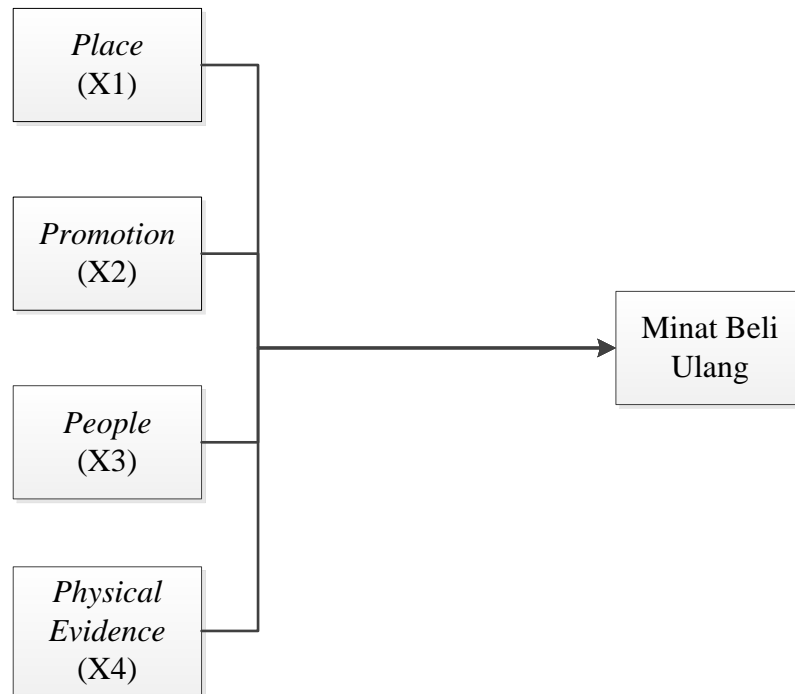 Place
(X1)
Promotion
(X2)
People
(X3)
Physical
Evidence
(X4)
Minat Beli
Ulang